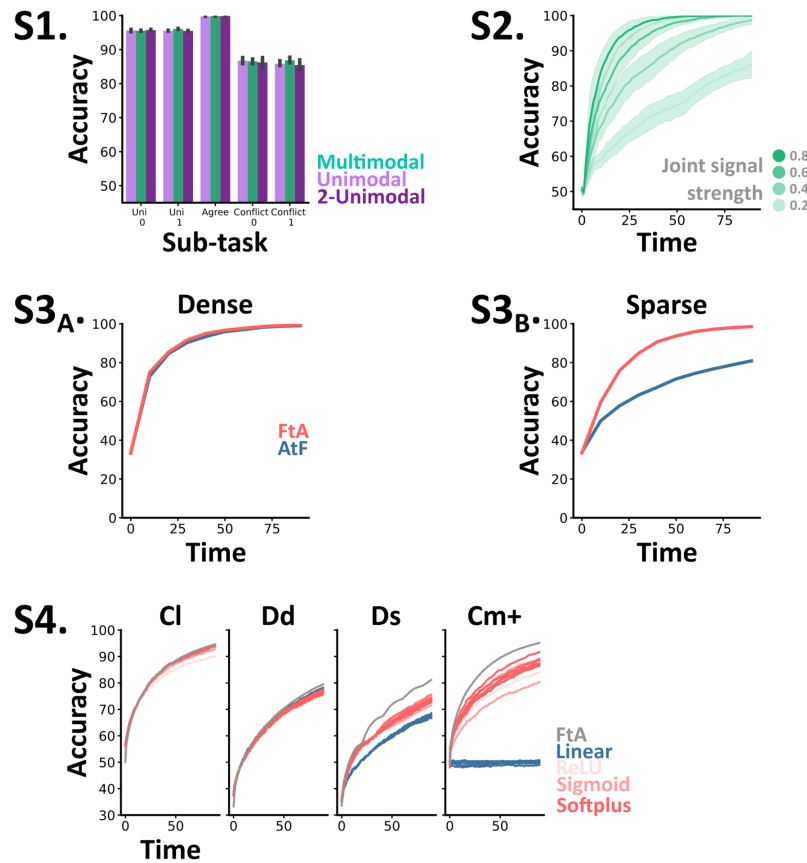 S1.
Accuracy
100
90
80
70
60
50
Uni
0
Uni
1
Agree
Conflict
0
Conflict
1
Sub-task
Multimodal
Unimodal
2-Unimodal
S2.
Accuracy
100
90
80
70
60
50
0 25 50 75
Time
Joint signal
strength
0.8
0.6
0.4
0.2
S3A.
Dense
Accuracy
100
80
60
40
20
0
0 25 50 75
Time
FtA
AtF
S3B.
Sparse
Accuracy
100
80
60
40
20
0
0 25 50 75
Time
S4.
Cl Dd Ds Cm+
Accuracy
100
90
80
70
60
50
40
30
0 50 0 50 0 50 0 50
Time
FtA
Linear
ReLU
Sigmoid
Softplus